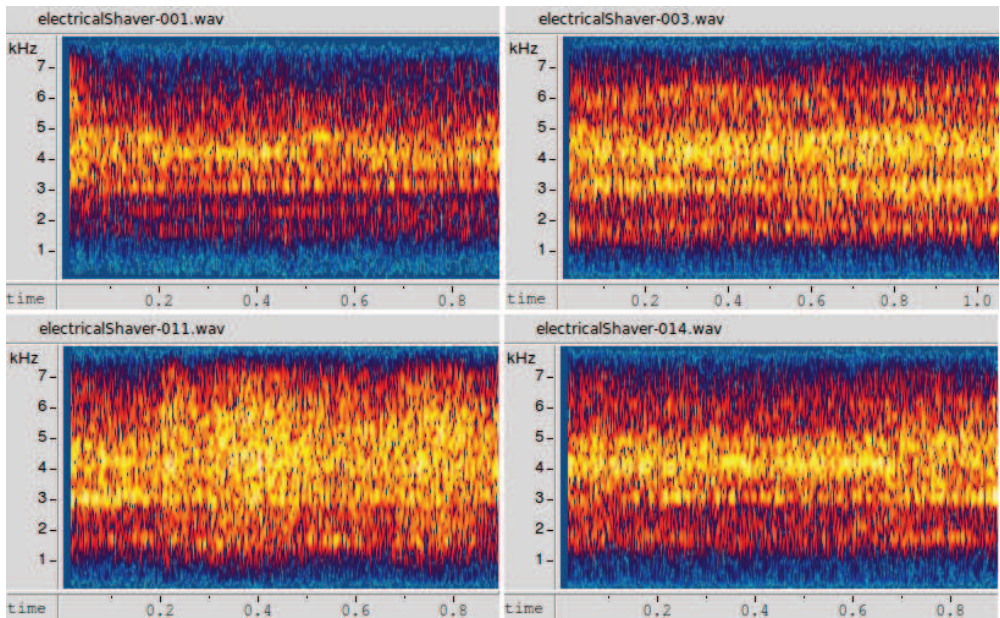 electricalShaver-001.wav
kHz
7
6
5
4
3
2
1
time 0.2 0.4 0.6 0.8
electricalShaver-003.wav
kHz
7
6
5
4
3
2
1
time 0.2 0.4 0.6 0.8 1.0
electricalShaver-011.wav
kHz
7
6
5
4
3
2
1
time 0.2 0.4 0.6 0.8
electricalShaver-014.wav
kHz
7
6
5
4
3
2
1
time 0.2 0.4 0.6 0.8